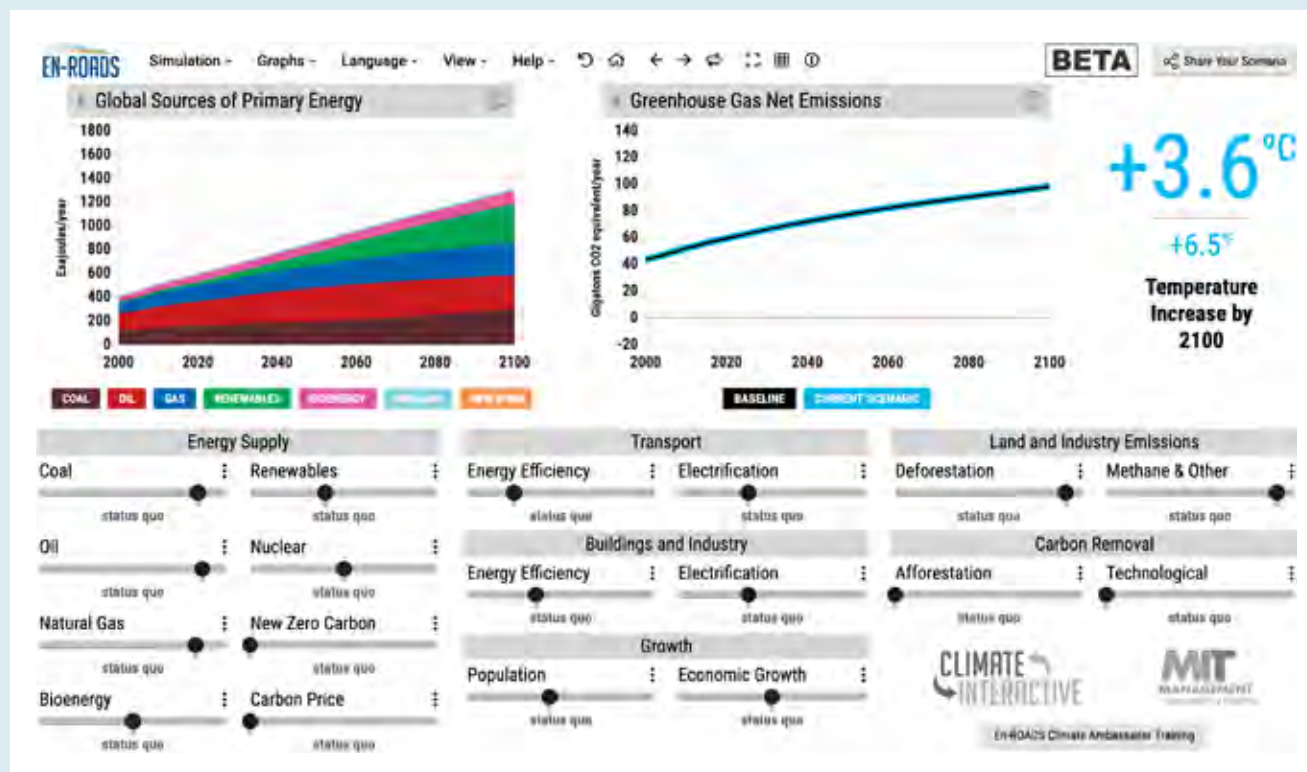 EN-ROADS Simulation Graphs Language View Help BETA Share Your Scenario
Global Sources of Primary Energy
Exajoules/year
1800
1600
1400
1200
1000
800
600
400
200
0
2000 2020 2040 2060 2080 2100
COAL OIL GAS RENEWABLES BIOENERGY
Greenhouse Gas Net Emissions
Gigatons CO2 equivalent/year
140
120
100
80
60
40
20
0
-20
2000 2020 2040 2060 2080 2100
BASELINE CURRENT SCENARIO
+3.6°C
+6.5°F
Temperature
Increase by
2100
Energy Supply
Coal Renewables
status quo status quo
Oil Nuclear
status quo status quo
Natural Gas New Zero Carbon
status quo status quo
Bioenergy Carbon Price
status quo status quo
Transport
Energy Efficiency Electrification
status quo status quo
Buildings and Industry
Energy Efficiency Electrification
status quo status quo
Growth
Population Economic Growth
status quo status quo
Land and Industry Emissions
Deforestation Methane & Other
status quo status quo
Carbon Removal
Afforestation Technological
status quo status quo
CLIMATE
INTERACTIVE
MIT
MANAGEMENT
En-ROADS Climate Ambassador Training